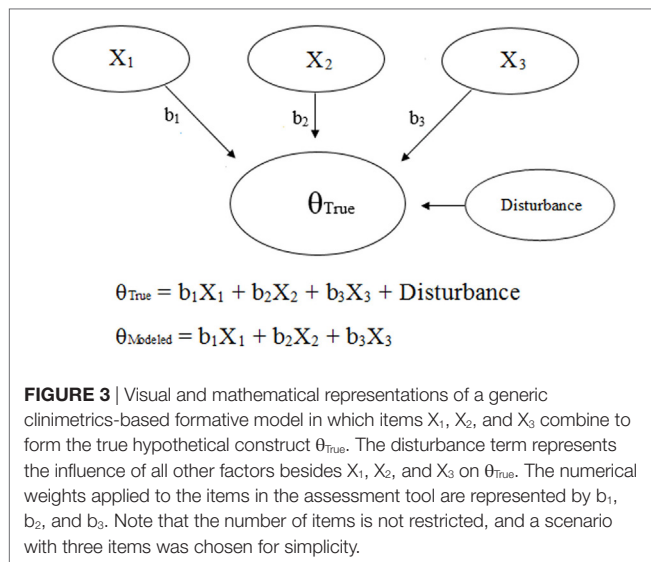 X₁ X₂ X₃
b₁ b₂ b₃
θTrue Disturbance
θTrue = b₁X₁ + b₂X₂ + b₃X₃ + Disturbance
θModeled = b₁X₁ + b₂X₂ + b₃X₃
FIGURE 3 | Visual and mathematical representations of a generic
clinimetrics-based formative model in which items X₁, X₂, and X₃ combine to
form the true hypothetical construct θTrue. The disturbance term represents
the influence of all other factors besides X₁, X₂, and X₃ on θTrue. The numerical
weights applied to the items in the assessment tool are represented by b₁,
b₂, and b₃. Note that the number of items is not restricted, and a scenario
with three items was chosen for simplicity.